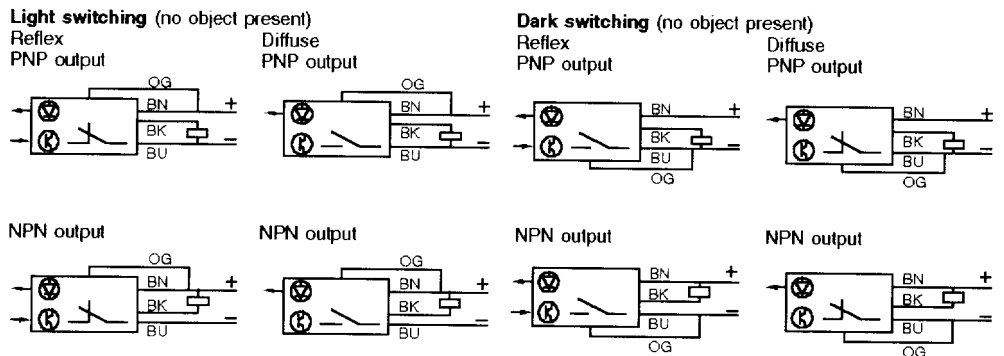 Light switching (no object present)
Reflex
PNP output
Diffuse
PNP output
OG
BN
+
BK
−
BU
OG
BN
+
BK
−
BU
Dark switching (no object present)
Reflex
PNP output
Diffuse
PNP output
BN
+
BK
−
BU
OG
BN
+
BK
−
BU
OG
NPN output
OG
BN
+
BK
−
BU
NPN output
OG
BN
+
BK
−
BU
NPN output
BN
+
BK
−
BU
OG
NPN output
BN
+
BK
−
BU
OG